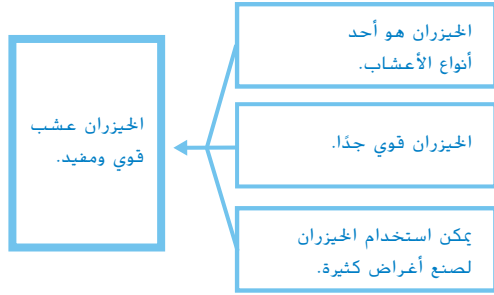 الخيزران هو أحد
أنواع الأعشاب.
الخيزران قوي جدًا.
يمكن استخدام الخيزران
لصنع أغراض كثيرة.
الخيزران عشب
قوي ومفيد.